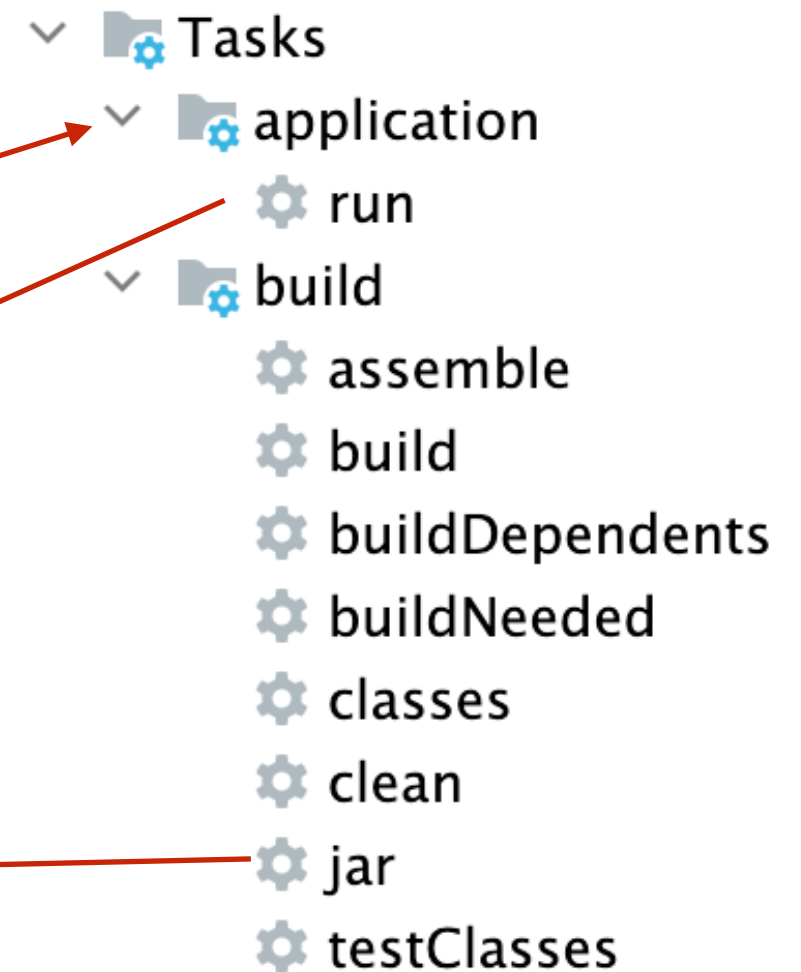 Tasks
application
run
build
assemble
build
buildDependents
buildNeeded
classes
clean
jar
testClasses